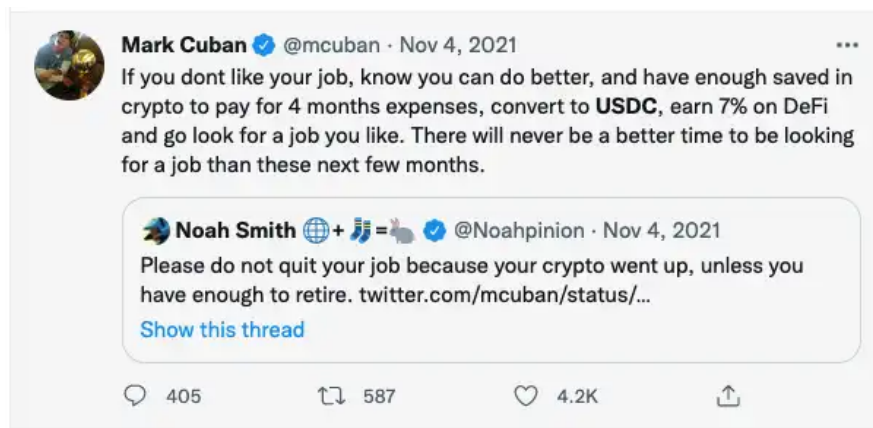 Mark Cuban @mcuban · Nov 4, 2021
If you dont like your job, know you can do better, and have enough saved in
crypto to pay for 4 months expenses, convert to USDC, earn 7% on DeFi
and go look for a job you like. There will never be a better time to be looking
for a job than these next few months.
Noah Smith 🌐+🧦=🐇 @Noahpinion · Nov 4, 2021
Please do not quit your job because your crypto went up, unless you
have enough to retire. twitter.com/mcuban/status/...
Show this thread
405 587 4.2K